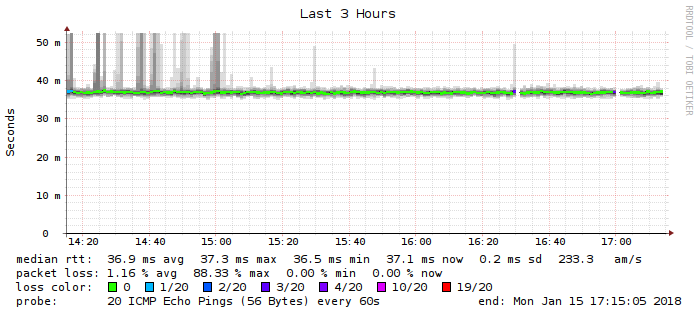 Last 3 Hours
RRDTOOL / TOBI OETIKER
Seconds
50 m
40 m
30 m
20 m
10 m
0
14:20 14:40 15:00 15:20 15:40 16:00 16:20 16:40 17:00
median rtt: 36.9 ms avg 37.3 ms max 36.5 ms min 37.1 ms now 0.2 ms sd 233.3 am/s
packet loss: 1.16 % avg 88.33 % max 0.00 % min 0.00 % now
loss color: 0 1/20 2/20 3/20 4/20 10/20 19/20
probe: 20 ICMP Echo Pings (56 Bytes) every 60s end: Mon Jan 15 17:15:05 2018